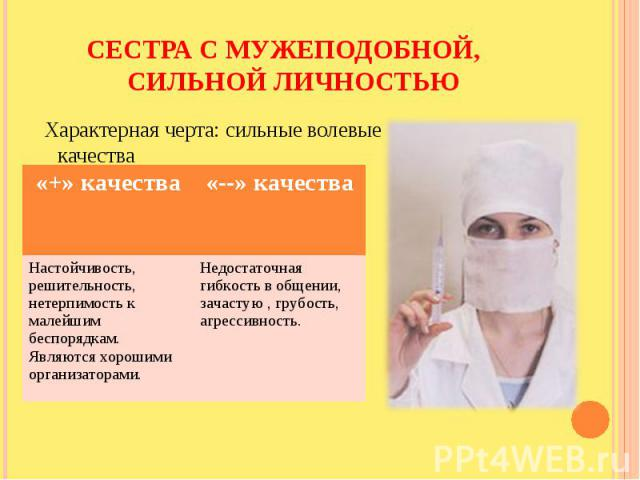 СЕСТРА С МУЖЕПОДОБНОЙ,
СИЛЬНОЙ ЛИЧНОСТЬЮ
Характерная черта: сильные волевые
качества
«+» качества
«--» качества
Настойчивость,
решительность,
нетерпимость к
малейшим
беспорядкам.
Являются хорошими
организаторами.
Недостаточная
гибкость в общении,
зачастую , грубость,
агрессивность.
PPt4WEB.ru